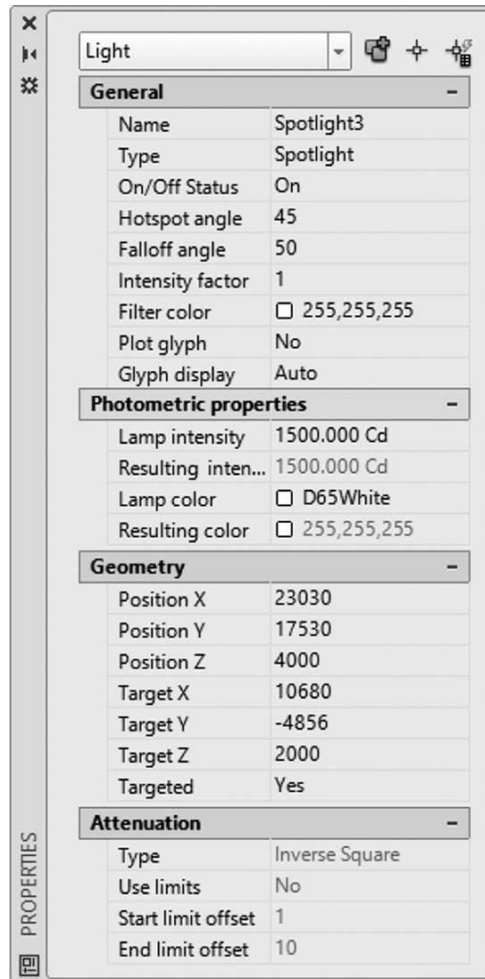 Light
General
Name Spotlight3
Type Spotlight
On/Off Status On
Hotspot angle 45
Falloff angle 50
Intensity factor 1
Filter color 255,255,255
Plot glyph No
Glyph display Auto
Photometric properties
Lamp intensity 1500.000 Cd
Resulting inten... 1500.000 Cd
Lamp color D65White
Resulting color 255,255,255
Geometry
Position X 23030
Position Y 17530
Position Z 4000
Target X 10680
Target Y -4856
Target Z 2000
Targeted Yes
Attenuation
Type Inverse Square
Use limits No
Start limit offset 1
End limit offset 10
PROPERTIES